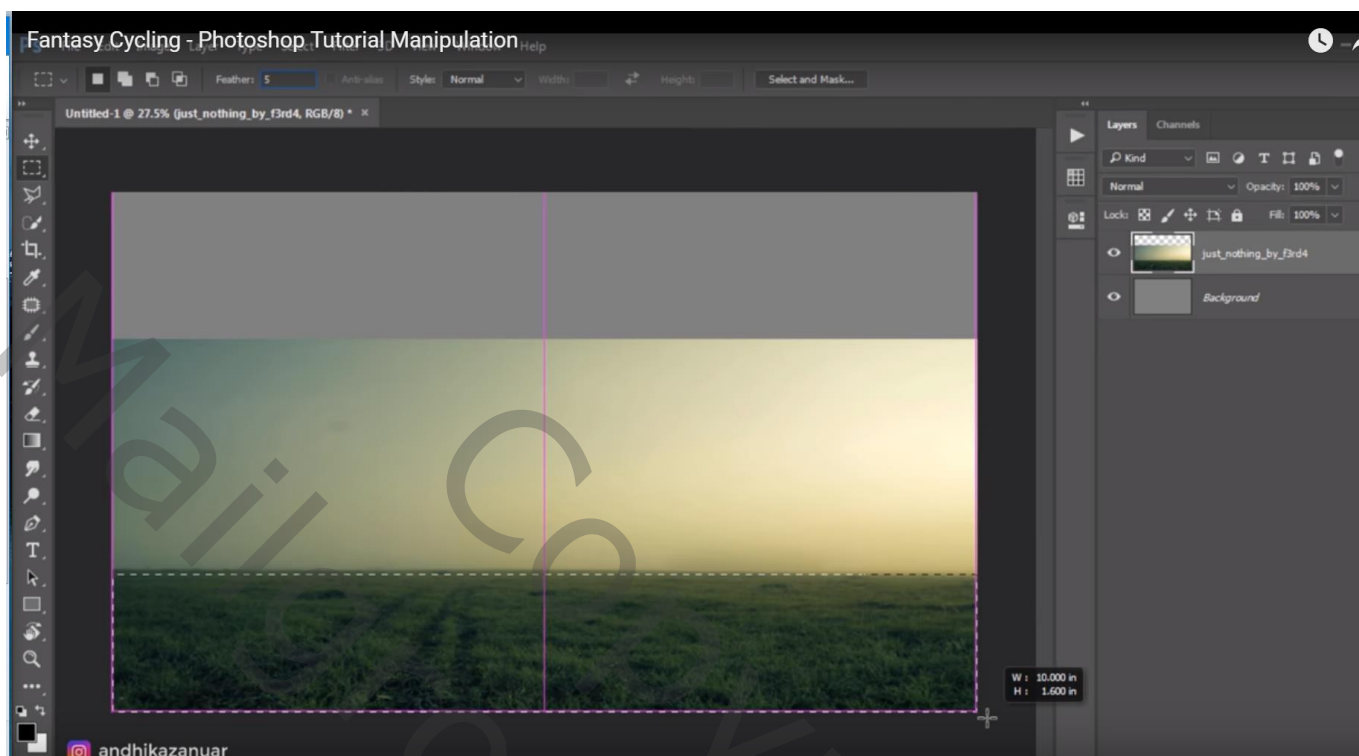 Fantasy Cycling - Photoshop Tutorial Manipulation
Help
Feather: 5 Anti-alias Style: Normal Width: Height: Select and Mask...
Untitled-1 @ 27.5% (just_nothing_by_f3rd4, RGB/8) * ×
Layers Channels
Kind
Normal Opacity: 100%
Lock: Fill: 100%
just_nothing_by_f3rd4
Background
W : 10.000 in
H : 1.600 in
andhikazanuar